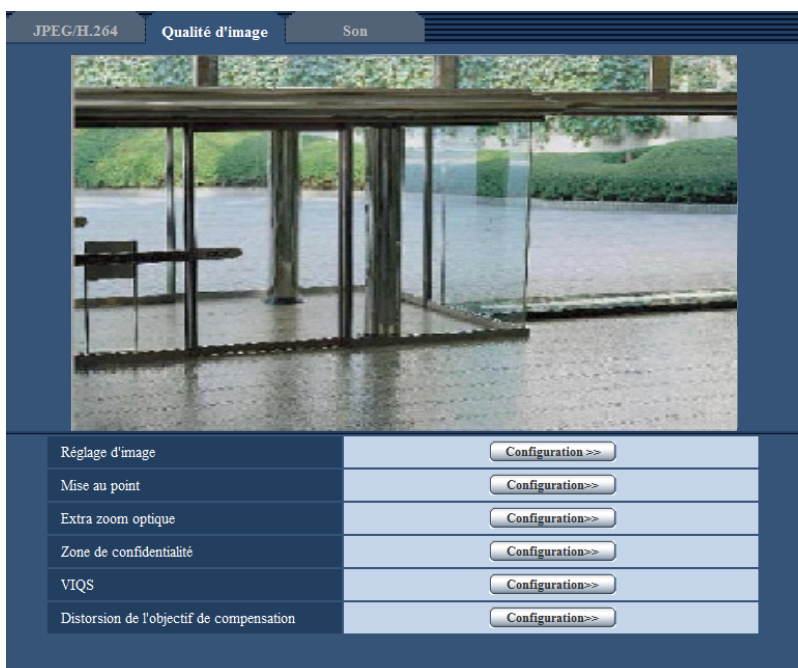 JPEG/H.264 Qualité d'image Son
Réglage d'image Configuration >>
Mise au point Configuration>>
Extra zoom optique Configuration>>
Zone de confidentialité Configuration>>
VIQS Configuration>>
Distorsion de l'objectif de compensation Configuration>>